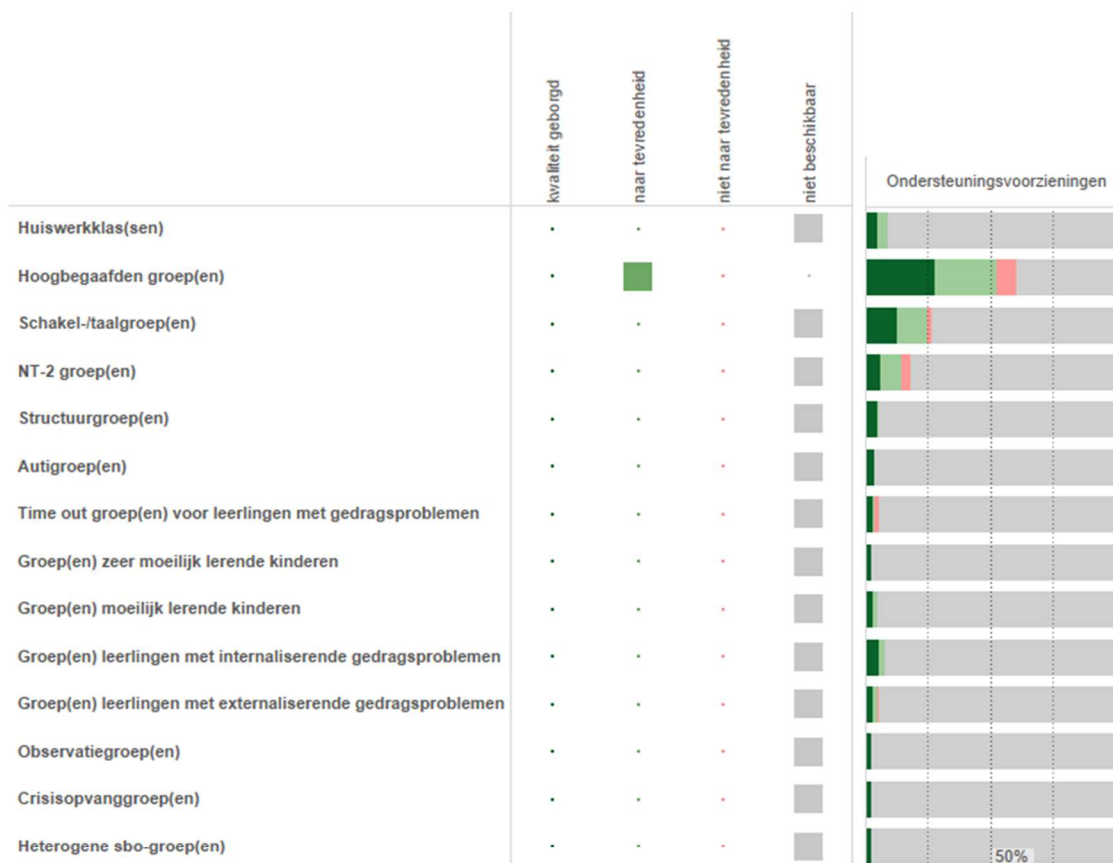 kwaliteit geborgd
naar tevredenheid
niet naar tevredenheid
niet beschikbaar
Ondersteuningsvoorzieningen
Huiswerkklas(sen)
Hoogbegaafden groep(en)
Schakel-/taalgroep(en)
NT-2 groep(en)
Structuurgroep(en)
Autigroep(en)
Time out groep(en) voor leerlingen met gedragsproblemen
Groep(en) zeer moeilijk lerende kinderen
Groep(en) moeilijk lerende kinderen
Groep(en) leerlingen met internaliserende gedragsproblemen
Groep(en) leerlingen met externaliserende gedragsproblemen
Observatiegroep(en)
Crisisopvanggroep(en)
Heterogene sbo-groep(en)
50%